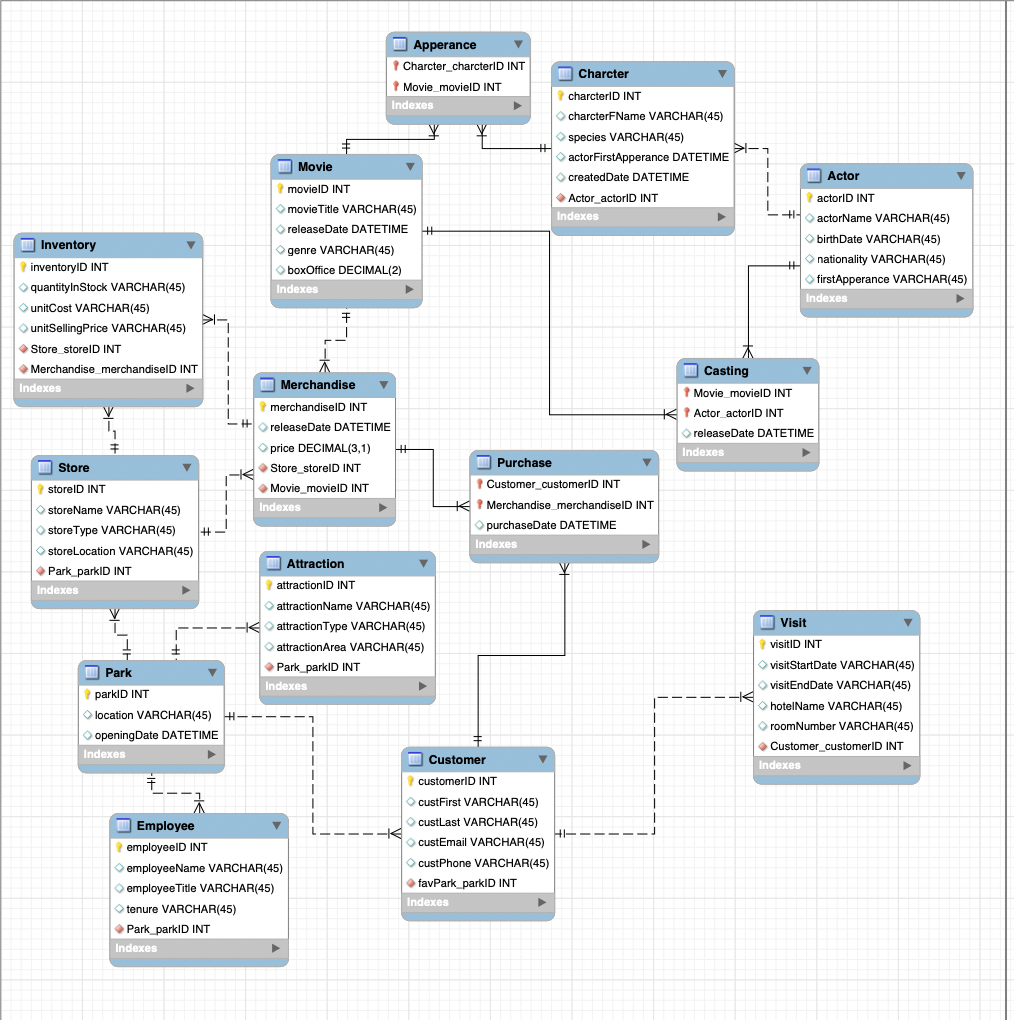 Apperance
Charcter_charcterID INT
Movie_movieID INT
Indexes
Charcter
charcterID INT
charcterFName VARCHAR(45)
species VARCHAR(45)
actorFirstApperance DATETIME
createdDate DATETIME
Actor_actorID INT
Indexes
Movie
movieID INT
movieTitle VARCHAR(45)
releaseDate DATETIME
genre VARCHAR(45)
boxOffice DECIMAL(2)
Indexes
Actor
actorID INT
actorName VARCHAR(45)
birthDate VARCHAR(45)
nationality VARCHAR(45)
firstApperance VARCHAR(45)
Indexes
Inventory
inventoryID INT
quantityInStock VARCHAR(45)
unitCost VARCHAR(45)
unitSellingPrice VARCHAR(45)
Store_storeID INT
Merchandise_merchandiseID INT
Indexes
Merchandise
merchandiseID INT
releaseDate DATETIME
price DECIMAL(3,1)
Store_storeID INT
Movie_movieID INT
Indexes
Casting
Movie_movieID INT
Actor_actorID INT
releaseDate DATETIME
Indexes
Store
storeID INT
storeName VARCHAR(45)
storeType VARCHAR(45)
storeLocation VARCHAR(45)
Park_parkID INT
Indexes
Purchase
Customer_customerID INT
Merchandise_merchandiseID INT
purchaseDate DATETIME
Indexes
Attraction
attractionID INT
attractionName VARCHAR(45)
attractionType VARCHAR(45)
attractionArea VARCHAR(45)
Park_parkID INT
Indexes
Visit
visitID INT
visitStartDate VARCHAR(45)
visitEndDate VARCHAR(45)
hotelName VARCHAR(45)
roomNumber VARCHAR(45)
Customer_customerID INT
Indexes
Park
parkID INT
location VARCHAR(45)
openingDate DATETIME
Indexes
Customer
customerID INT
custFirst VARCHAR(45)
custLast VARCHAR(45)
custEmail VARCHAR(45)
custPhone VARCHAR(45)
favPark_parkID INT
Indexes
Employee
employeeID INT
employeeName VARCHAR(45)
employeeTitle VARCHAR(45)
tenure VARCHAR(45)
Park_parkID INT
Indexes